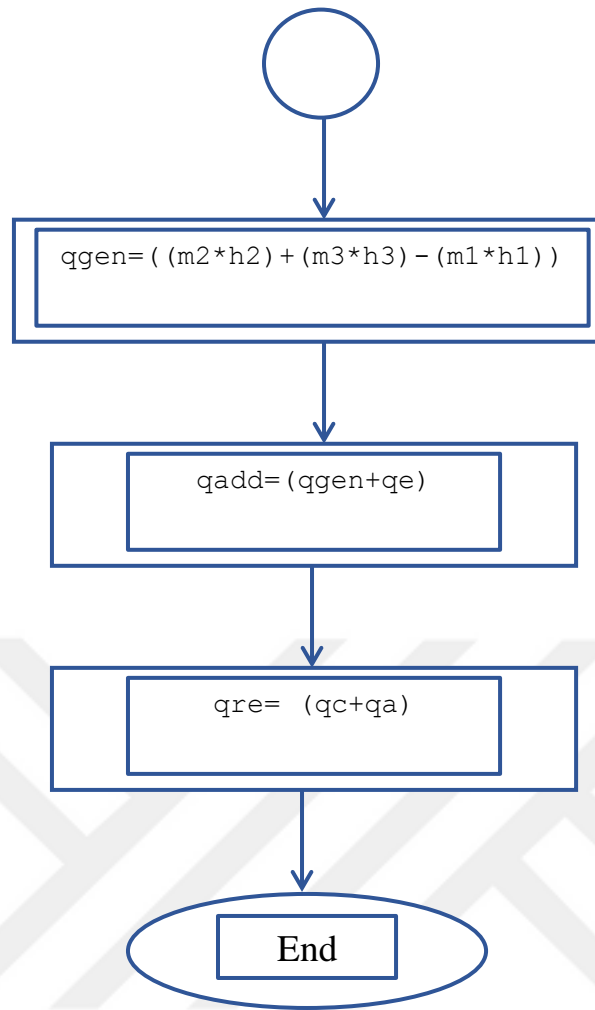 qgen=((m2*h2)+(m3*h3)-(m1*h1))
qadd=(qgen+qe)
qre= (qc+qa)
End